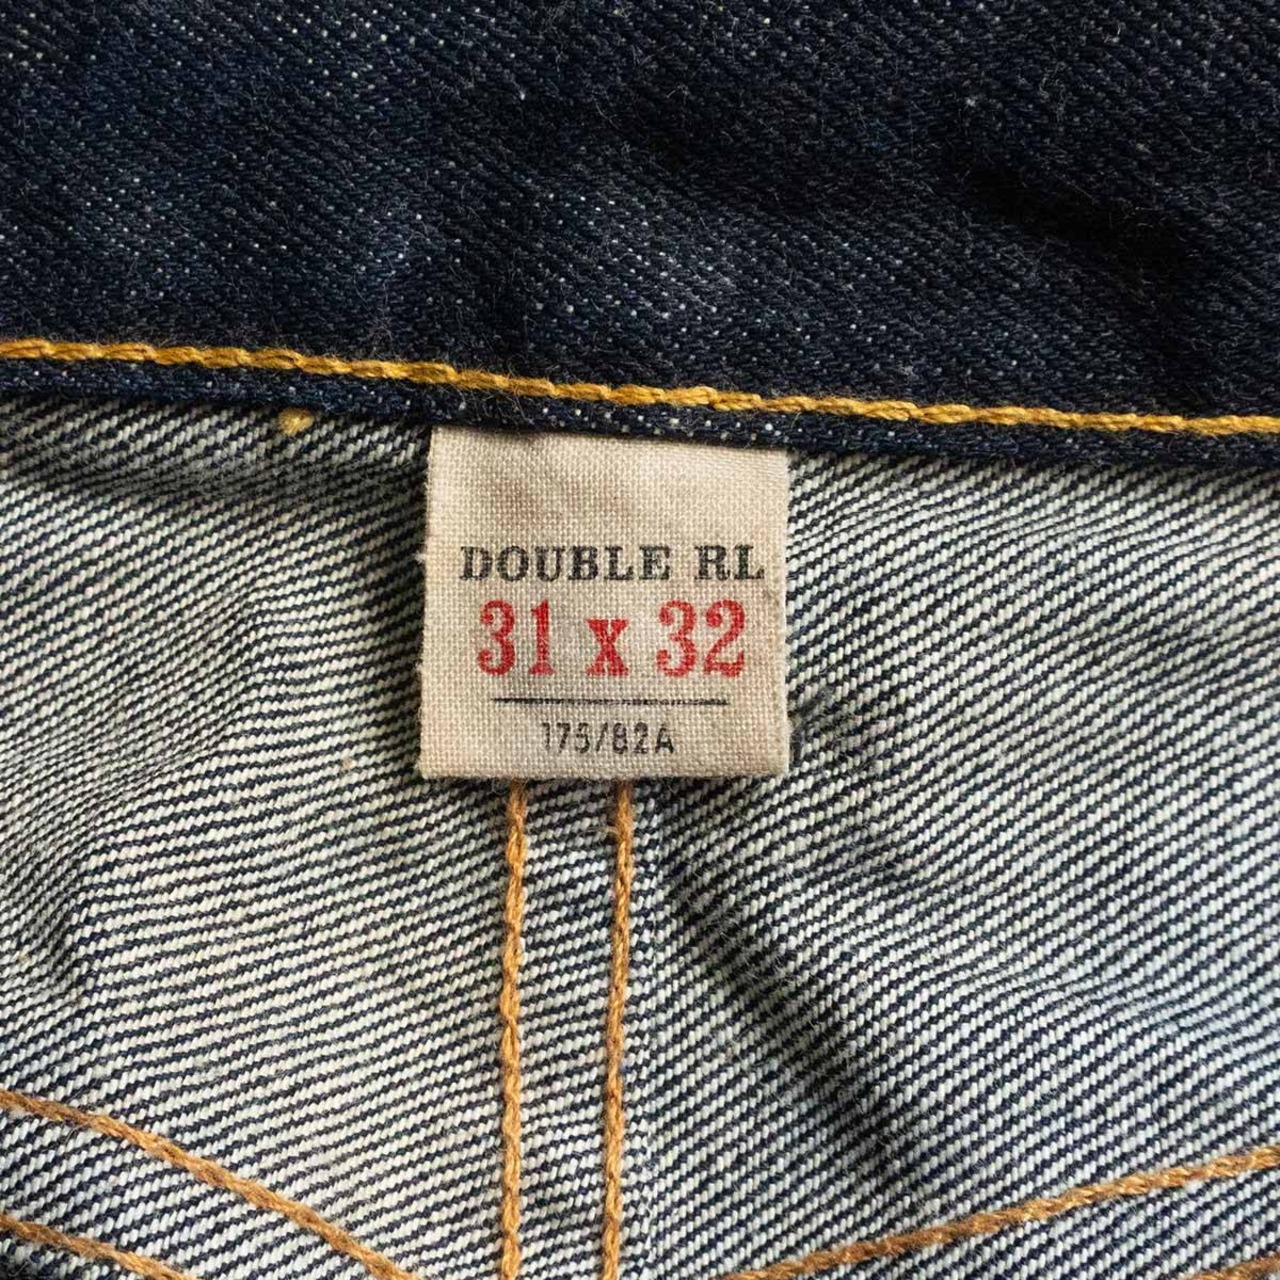 DOUBLE RL
31 x 32
175/82A